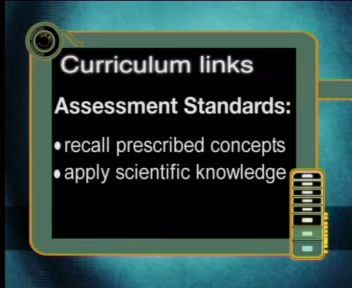 Curriculum links
Assessment Standards:
• recall prescribed concepts
• apply scientific knowledge